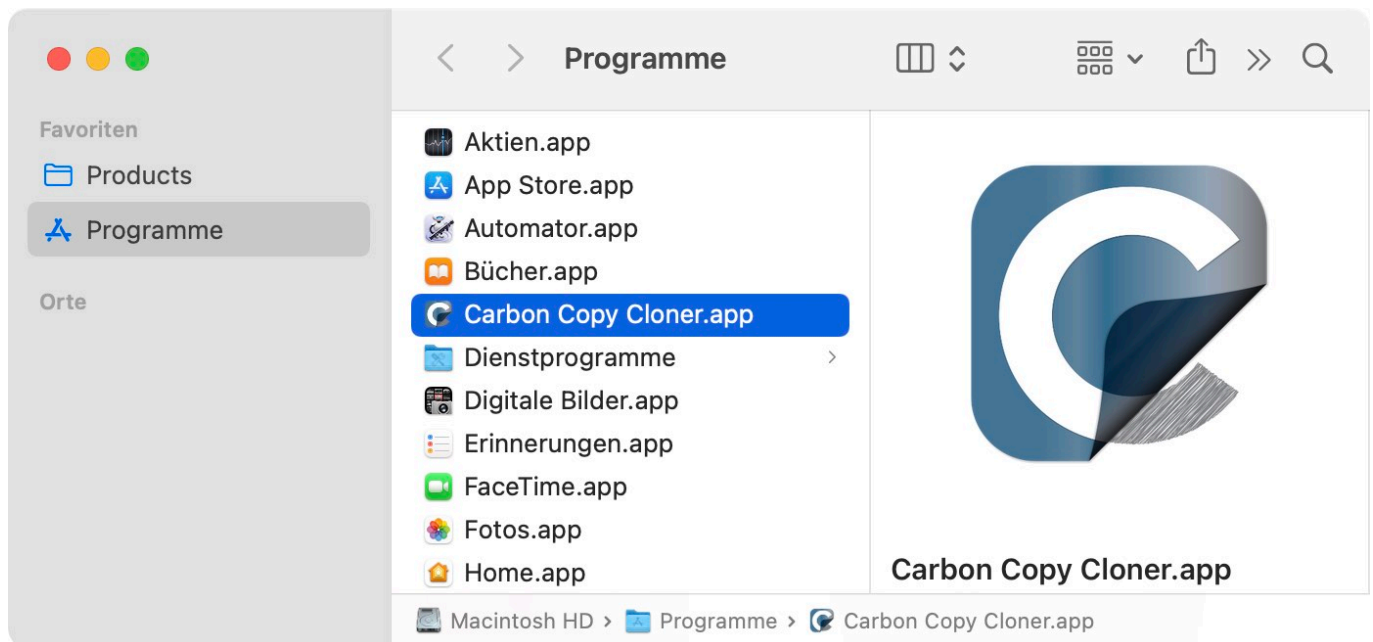 Programme
Favoriten
Products
Programme
Orte
Aktien.app
App Store.app
Automator.app
Bücher.app
Carbon Copy Cloner.app
Dienstprogramme
Digitale Bilder.app
Erinnerungen.app
FaceTime.app
Fotos.app
Home.app
Carbon Copy Cloner.app
Macintosh HD › Programme › Carbon Copy Cloner.app